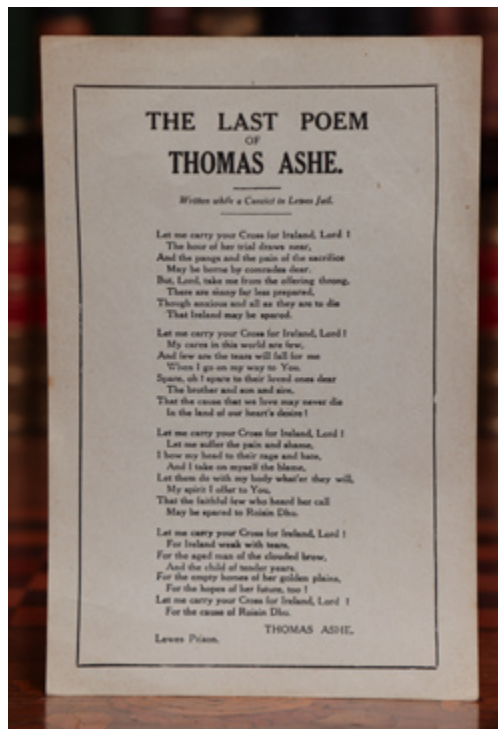 THE LAST POEM
OF
THOMAS ASHE.
Written while a Convict in Lewes Jail.
Let me carry your Cross for Ireland, Lord !
The hour of her trial draws near,
And the pangs and the pain of the sacrifice
May be borne by comrades dear.
But, Lord, take me from the offering throng,
There are many far less prepared,
Though anxious and all as they are to die
That Ireland may be spared.
Let me carry your Cross for Ireland, Lord !
My cares in this world are few,
And few are the tears will fall for me
When I go on my way to You.
Spare, oh ! spare to their loved ones dear
The brother and son and sire,
That the cause that we love may never die
In the land of our heart's desire !
Let me carry your Cross for Ireland, Lord !
Let me suffer the pain and shame,
I bow my head to their rage and hate,
And I take on myself the blame,
Let them do with my body what'er they will,
My spirit I offer to You,
That the faithful few who heard her call
May be spared to Roisin Dhu.
Let me carry your Cross for Ireland, Lord !
For Ireland weak with tears,
For the aged man of the clouded brow,
And the child of tender years.
For the empty homes of her golden plains,
For the hopes of her future, too !
Let me carry your Cross for Ireland, Lord !
For the cause of Roisin Dhu.
THOMAS ASHE.
Lewes Prison.